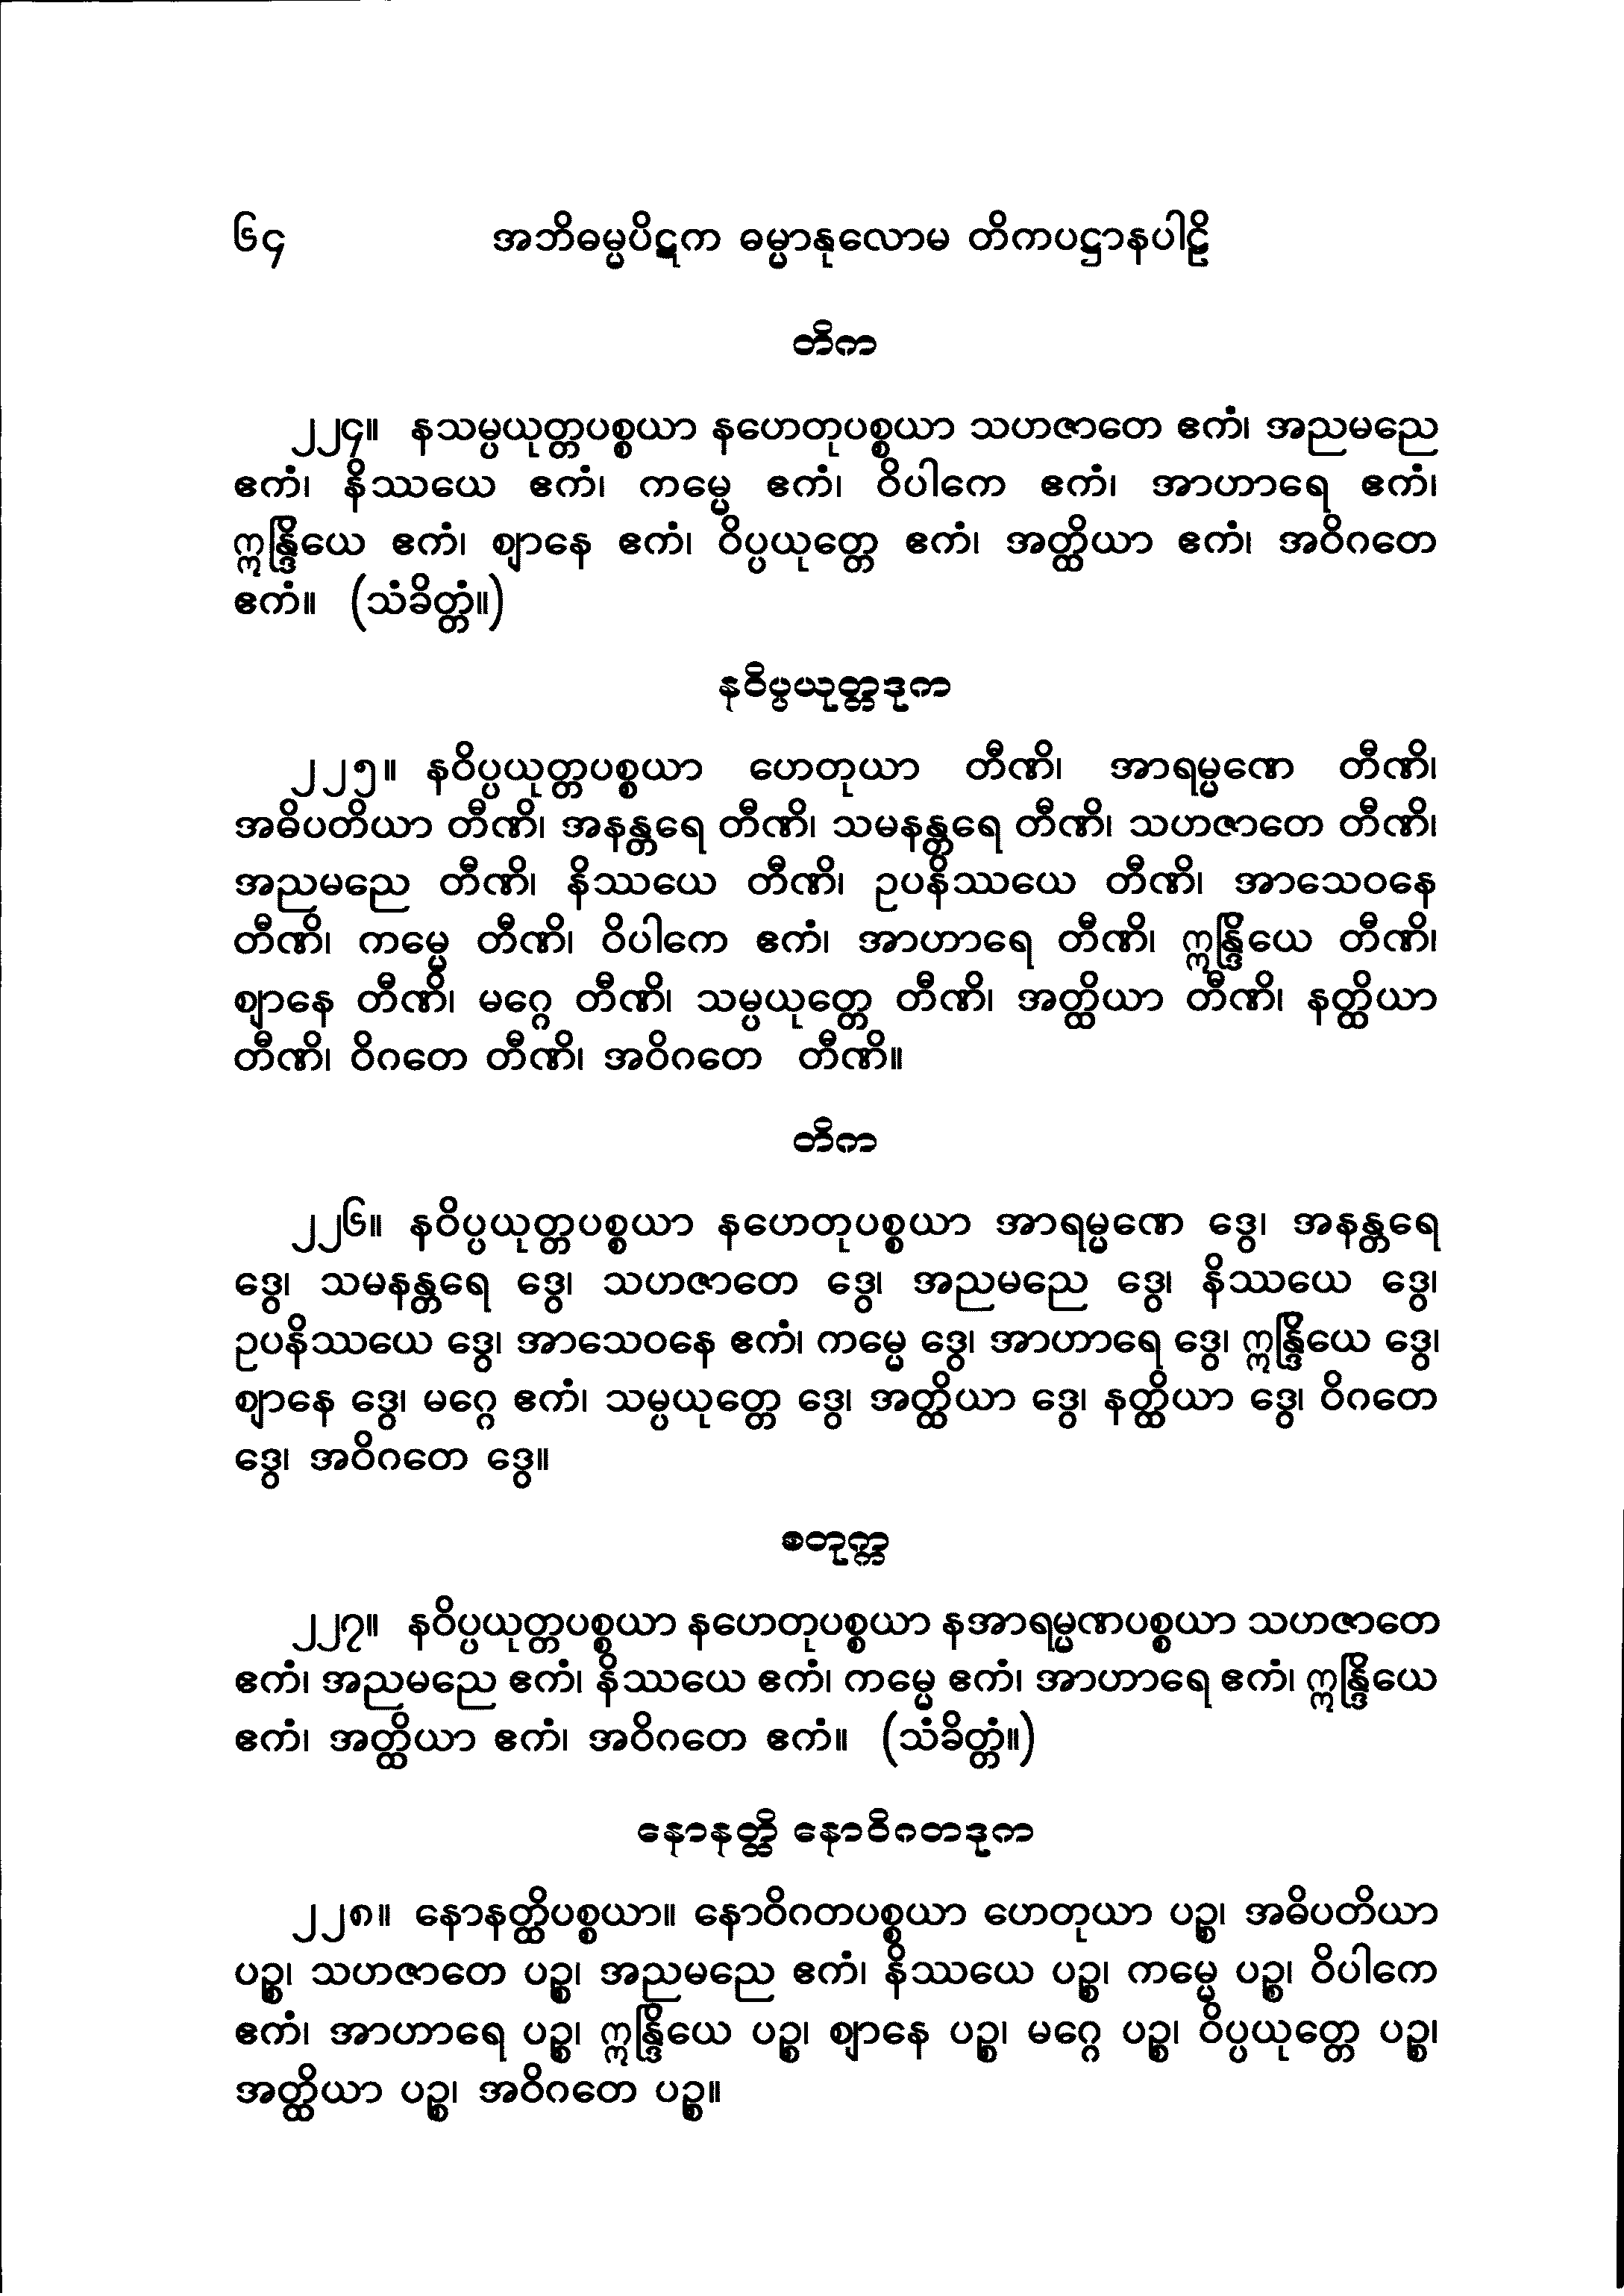 ၆၄ အဘိဓမ္မပိဋက ဓမ္မာနုလောမ တိကပဋ္ဌာနပါဠိ
တိက
၂၂၄။ နသမ္ပယုတ္တပစ္စယာ နဟေတုပစ္စယာ သဟဇာတေ ဧကံ၊ အညမညေ
ဧကံ၊ နိဿယေ ဧကံ၊ ကမ္မေ ဧကံ၊ ဝိပါကေ ဧကံ၊ အာဟာရေ ဧကံ၊
ဣန္ဒြိယေ ဧကံ၊ ဈာနေ ဧကံ၊ ဝိပ္ပယုတ္တေ ဧကံ၊ အတ္ထိယာ ဧကံ၊ အဝိဂတေ
ဧကံ။ (သံခိတ္တံ။)
နဝိပ္ပယုတ္တဒုက
၂၂၅။ နဝိပ္ပယုတ္တပစ္စယာ ဟေတုယာ တီဏိ၊ အာရမ္မဏေ တီဏိ၊
အဓိပတိယာ တီဏိ၊ အနန္တရေ တီဏိ၊ သမနန္တရေ တီဏိ၊ သဟဇာတေ တီဏိ၊
အညမညေ တီဏိ၊ နိဿယေ တီဏိ၊ ဥပနိဿယေ တီဏိ၊ အာသေဝနေ
တီဏိ၊ ကမ္မေ တီဏိ၊ ဝိပါကေ ဧကံ၊ အာဟာရေ တီဏိ၊ ဣန္ဒြိယေ တီဏိ၊
ဈာနေ တီဏိ၊ မဂ္ဂေ တီဏိ၊ သမ္ပယုတ္တေ တီဏိ၊ အတ္ထိယာ တီဏိ၊ နတ္ထိယာ
တီဏိ၊ ဝိဂတေ တီဏိ၊ အဝိဂတေ တီဏိ။
တိက
၂၂၆။ နဝိပ္ပယုတ္တပစ္စယာ နဟေတုပစ္စယာ အာရမ္မဏေ ဒွေ၊ အနန္တရေ
ဒွေ၊ သမနန္တရေ ဒွေ၊ သဟဇာတေ ဒွေ၊ အညမညေ ဒွေ၊ နိဿယေ ဒွေ၊
ဥပနိဿယေ ဒွေ၊ အာသေဝနေ ဧကံ၊ ကမ္မေ ဒွေ၊ အာဟာရေ ဒွေ၊ ဣန္ဒြိယေ ဒွေ၊
ဈာနေ ဒွေ၊ မဂ္ဂေ ဧကံ၊ သမ္ပယုတ္တေ ဒွေ၊ အတ္ထိယာ ဒွေ၊ နတ္ထိယာ ဒွေ၊ ဝိဂတေ
ဒွေ၊ အဝိဂတေ ဒွေ။
စတုက္က
၂၂၇။ နဝိပ္ပယုတ္တပစ္စယာ နဟေတုပစ္စယာ နအာရမ္မဏပစ္စယာ သဟဇာတေ
ဧကံ၊ အညမညေ ဧကံ၊ နိဿယေ ဧကံ၊ ကမ္မေ ဧကံ၊ အာဟာရေ ဧကံ၊ ဣန္ဒြိယေ
ဧကံ၊ အတ္ထိယာ ဧကံ၊ အဝိဂတေ ဧကံ။ (သံခိတ္တံ။)
နောနတ္ထိ နောဝိဂတဒုက
၂၂၈။ နောနတ္ထိပစ္စယာ။ နောဝိဂတပစ္စယာ ဟေတုယာ ပဉ္စ၊ အဓိပတိယာ
ပဉ္စ၊ သဟဇာတေ ပဉ္စ၊ အညမညေ ဧကံ၊ နိဿယေ ပဉ္စ၊ ကမ္မေ ပဉ္စ၊ ဝိပါကေ
ဧကံ၊ အာဟာရေ ပဉ္စ၊ ဣန္ဒြိယေ ပဉ္စ၊ ဈာနေ ပဉ္စ၊ မဂ္ဂေ ပဉ္စ၊ ဝိပ္ပယုတ္တေ ပဉ္စ၊
အတ္ထိယာ ပဉ္စ၊ အဝိဂတေ ပဉ္စ။